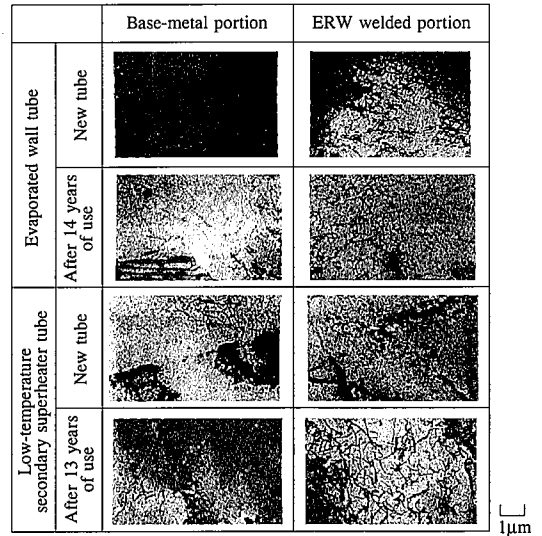 Base-metal portion
ERW welded portion
Evaporated wall tube
New tube
After 14 years
of use
Low-temperature
secondary superheater tube
New tube
After 13 years
of use
1μm